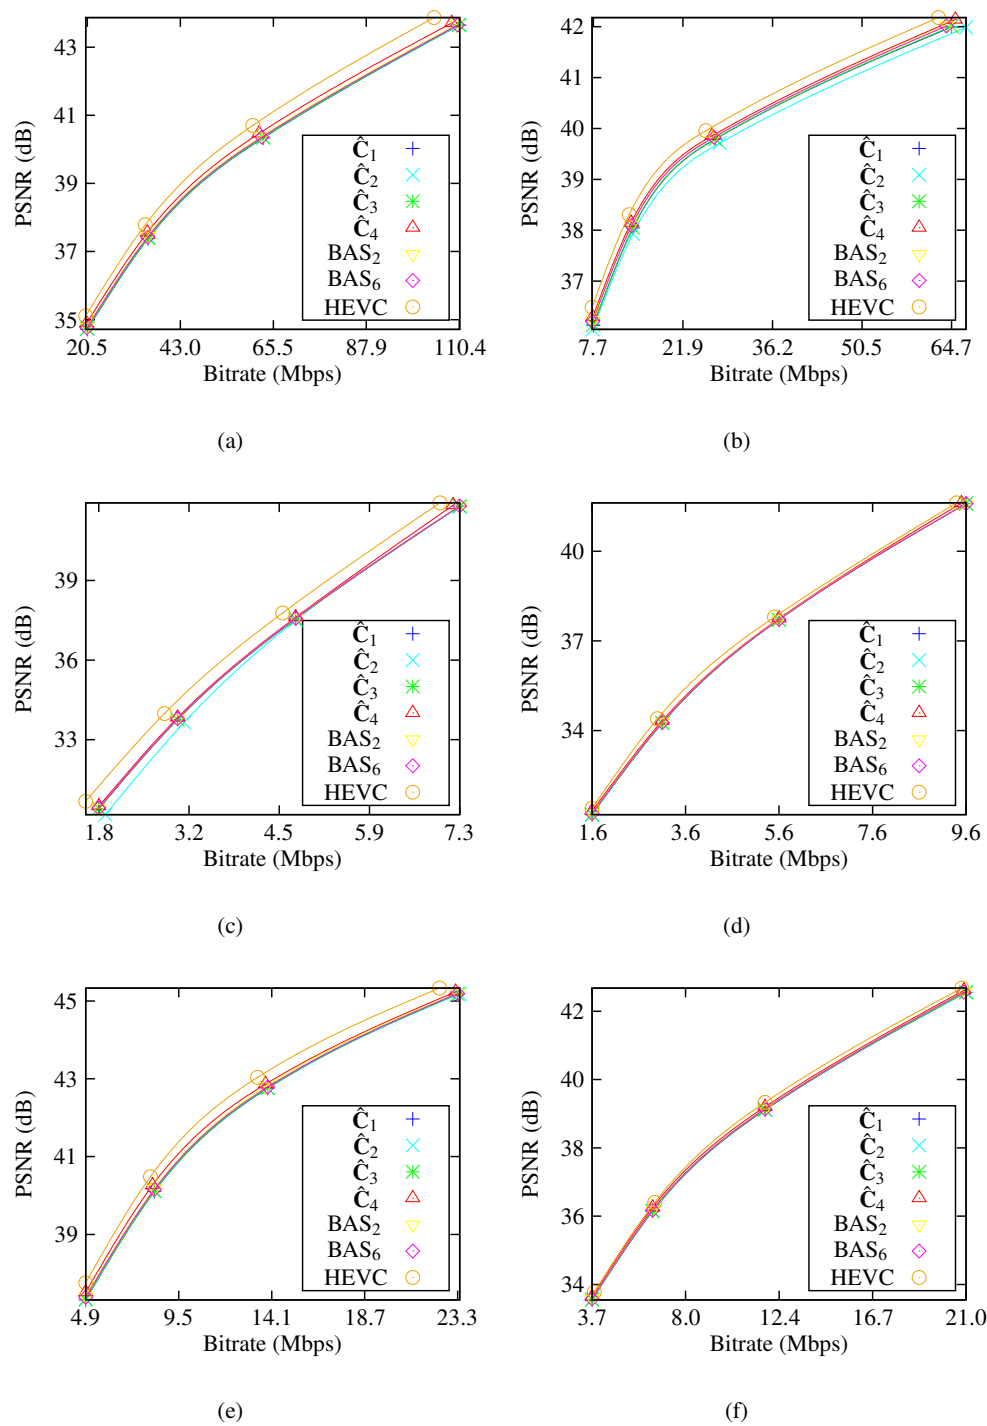 43
41
39
37
35
PSNR (dB)
Ĉ1
Ĉ2
Ĉ3
Ĉ4
BAS2
BAS6
HEVC
20.5 43.0 65.5 87.9 110.4
Bitrate (Mbps)
(a)
42
41
40
39
38
37
PSNR (dB)
Ĉ1
Ĉ2
Ĉ3
Ĉ4
BAS2
BAS6
HEVC
7.7 21.9 36.2 50.5 64.7
Bitrate (Mbps)
(b)
39
36
33
PSNR (dB)
Ĉ1
Ĉ2
Ĉ3
Ĉ4
BAS2
BAS6
HEVC
1.8 3.2 4.5 5.9 7.3
Bitrate (Mbps)
(c)
40
37
34
PSNR (dB)
Ĉ1
Ĉ2
Ĉ3
Ĉ4
BAS2
BAS6
HEVC
1.6 3.6 5.6 7.6 9.6
Bitrate (Mbps)
(d)
45
43
41
39
PSNR (dB)
Ĉ1
Ĉ2
Ĉ3
Ĉ4
BAS2
BAS6
HEVC
4.9 9.5 14.1 18.7 23.3
Bitrate (Mbps)
(e)
42
40
38
36
34
PSNR (dB)
Ĉ1
Ĉ2
Ĉ3
Ĉ4
BAS2
BAS6
HEVC
3.7 8.0 12.4 16.7 21.0
Bitrate (Mbps)
(f)